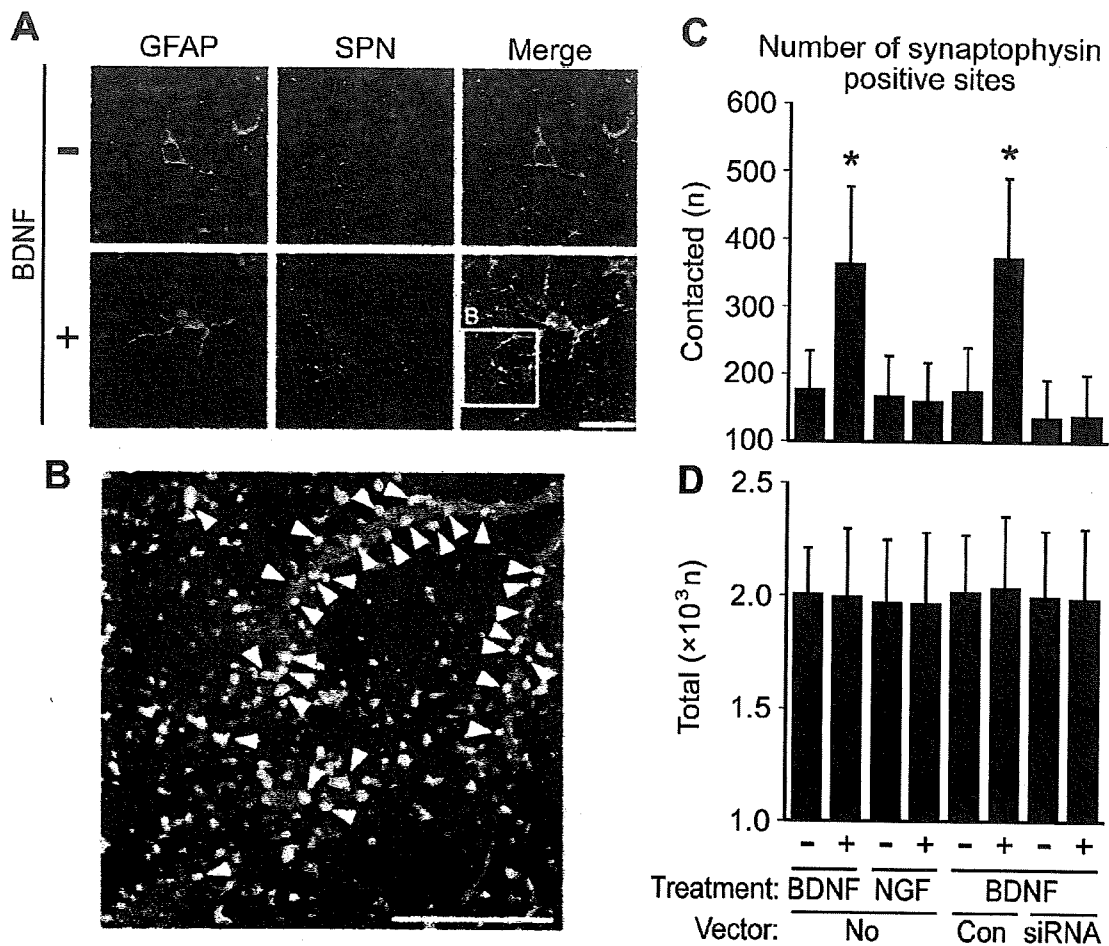 A
GFAP SPN Merge
BDNF
-
+
B
B
C
Number of synaptophysin
positive sites
Contacted (n)
600
500
400
300
200
100
* *
D
Total (×10³n)
2.5
2.0
1.5
1.0
- + - + - + - +
Treatment: BDNF NGF BDNF
Vector: No Con siRNA